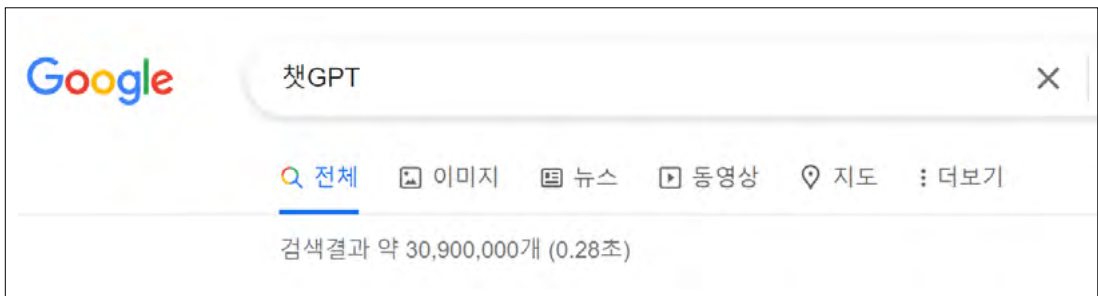 Google 챗GPT
전체 이미지 뉴스 동영상 지도 더보기
검색결과 약 30,900,000개 (0.28초)